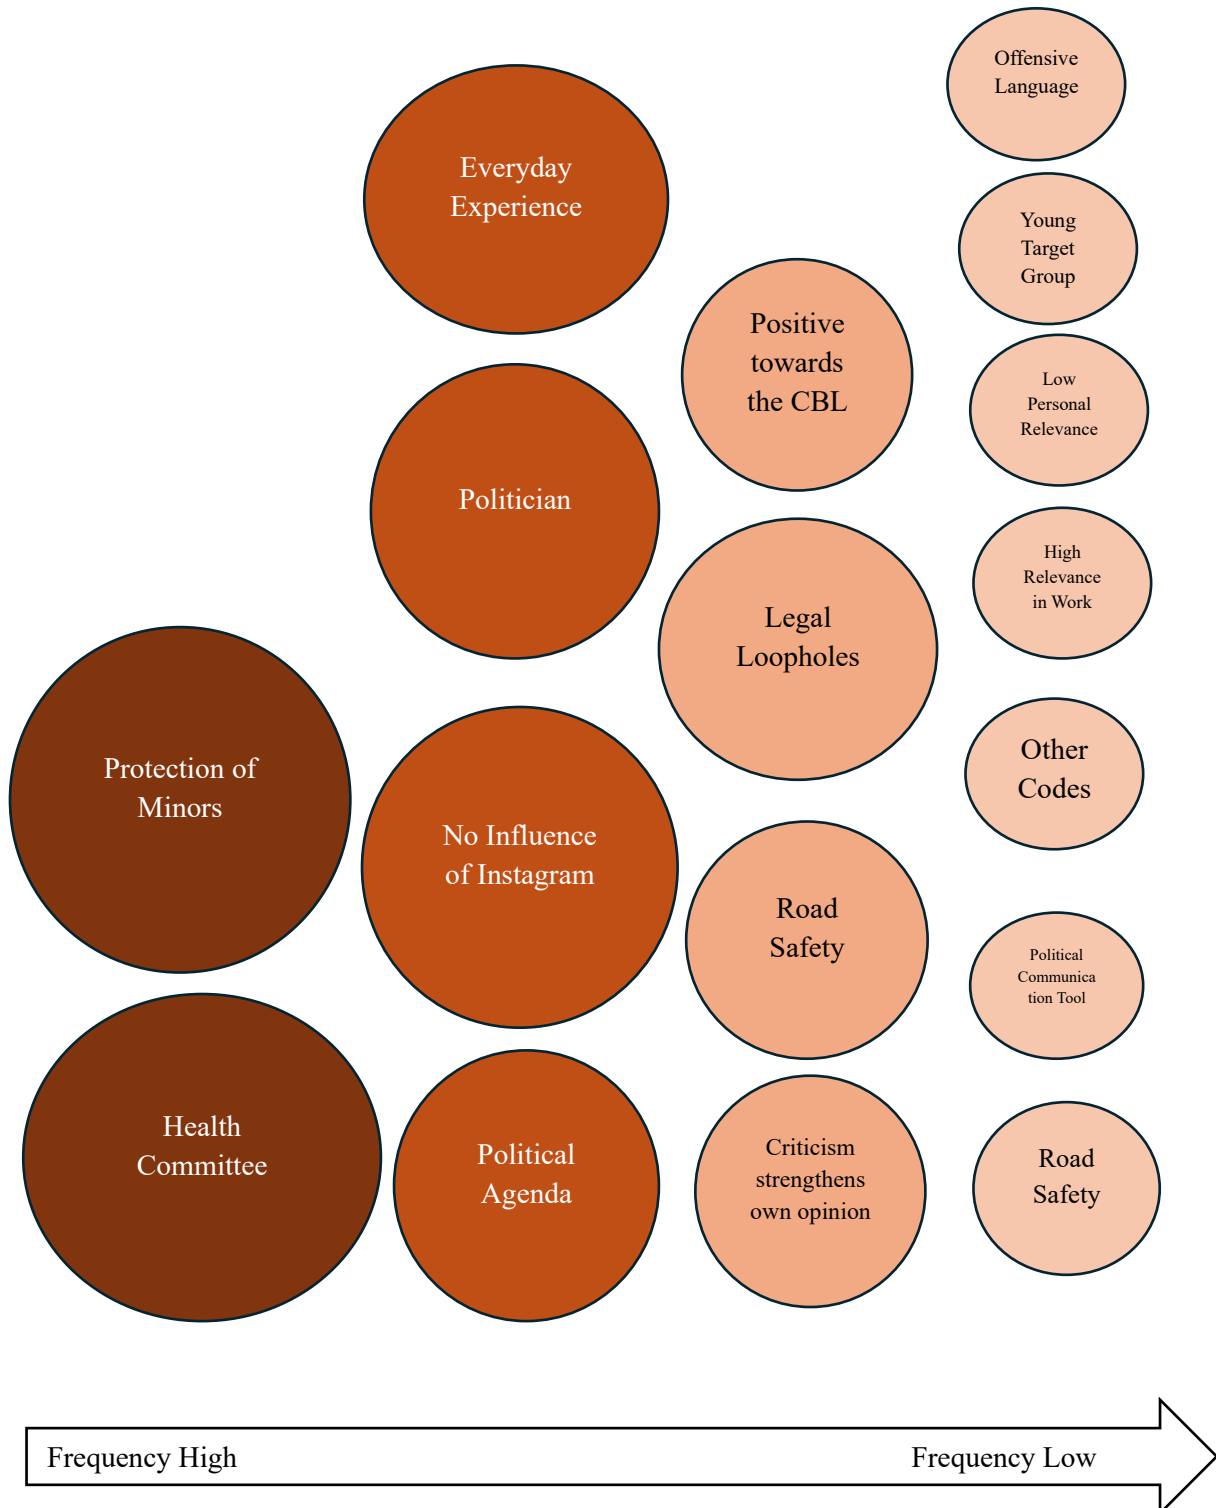 Offensive
Language
Everyday
Experience
Young
Target
Group
Positive
towards
the CBL
Low
Personal
Relevance
Politician
High
Relevance
in Work
Legal
Loopholes
Protection of
Minors
Other
Codes
No Influence
of Instagram
Road
Safety
Political
Communica
tion Tool
Health
Committee
Political
Agenda
Criticism
strengthens
own opinion
Road
Safety
Frequency High
Frequency Low